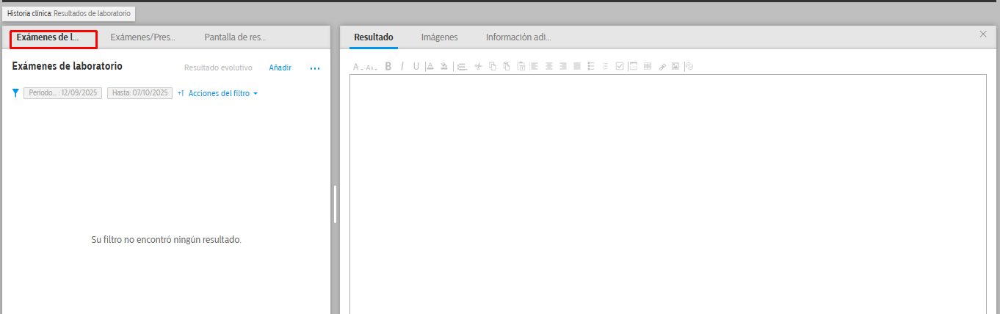 Historia clínica: Resultados de laboratorio
Exámenes de l... Exámenes/Pres... Pantalla de res...
Exámenes de laboratorio Resultado evolutivo Añadir ...
Período... : 12/09/2025 Hasta: 07/10/2025 +1 Acciones del filtro
Su filtro no encontró ningún resultado.
Resultado Imágenes Información adi...
A AA B I U A